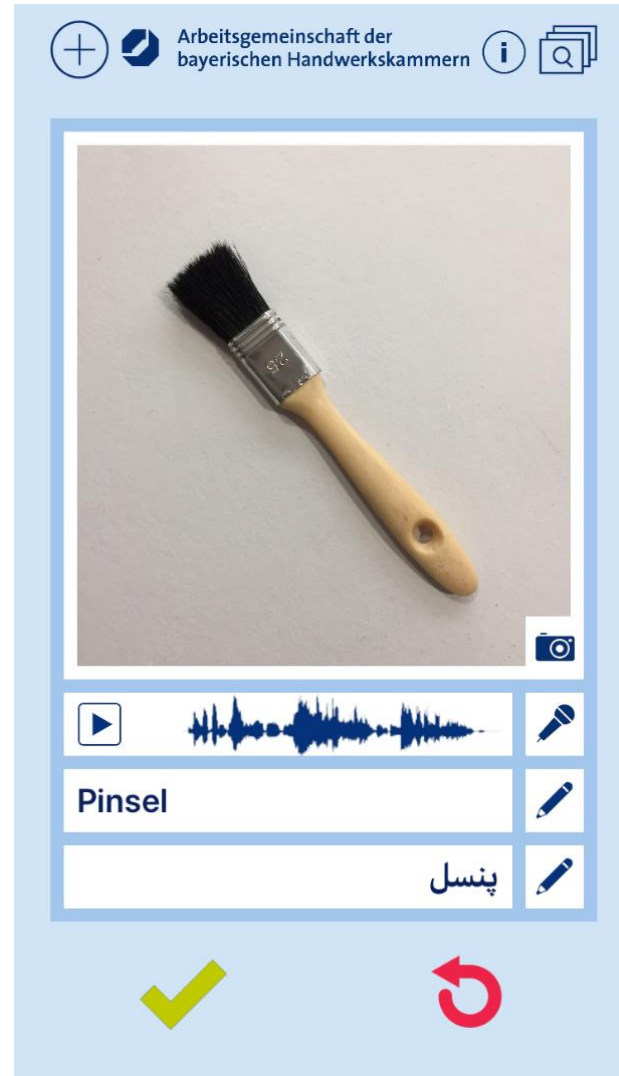 Arbeitsgemeinschaft der
bayerischen Handwerkskammern
i
25
Pinsel
پنسل